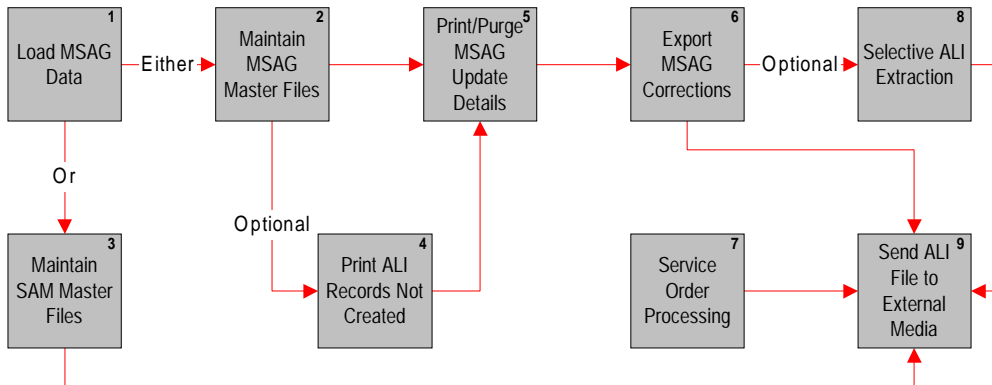 1
Load MSAG
Data
Either
2
Maintain
MSAG
Master Files
5
Print/Purge
MSAG
Update
Details
6
Export
MSAG
Corrections
Optional
8
Selective ALI
Extraction
Or
Optional
3
Maintain
SAM Master
Files
4
Print ALI
Records Not
Created
7
Service
Order
Processing
9
Send ALI
File to
External
Media